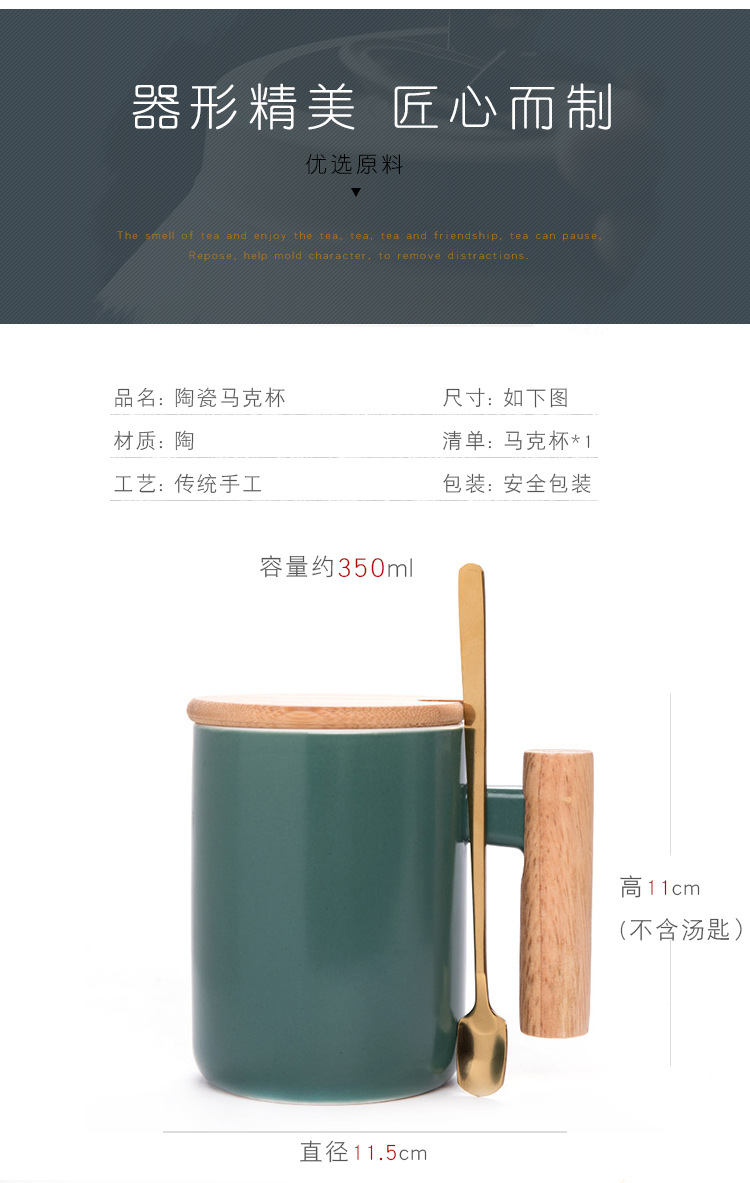 器形精美 匠心而制
优选原料
The smell of tea and enjoy the tea, tea, tea and friendship, tea can pause,
Repose, help mold character, to remove distractions.
品名: 陶瓷马克杯
尺寸: 如下图
材质: 陶
清单: 马克杯*1
工艺: 传统手工
包装: 安全包装
容量约350ml
高11cm
(不含汤匙)
直径11.5cm